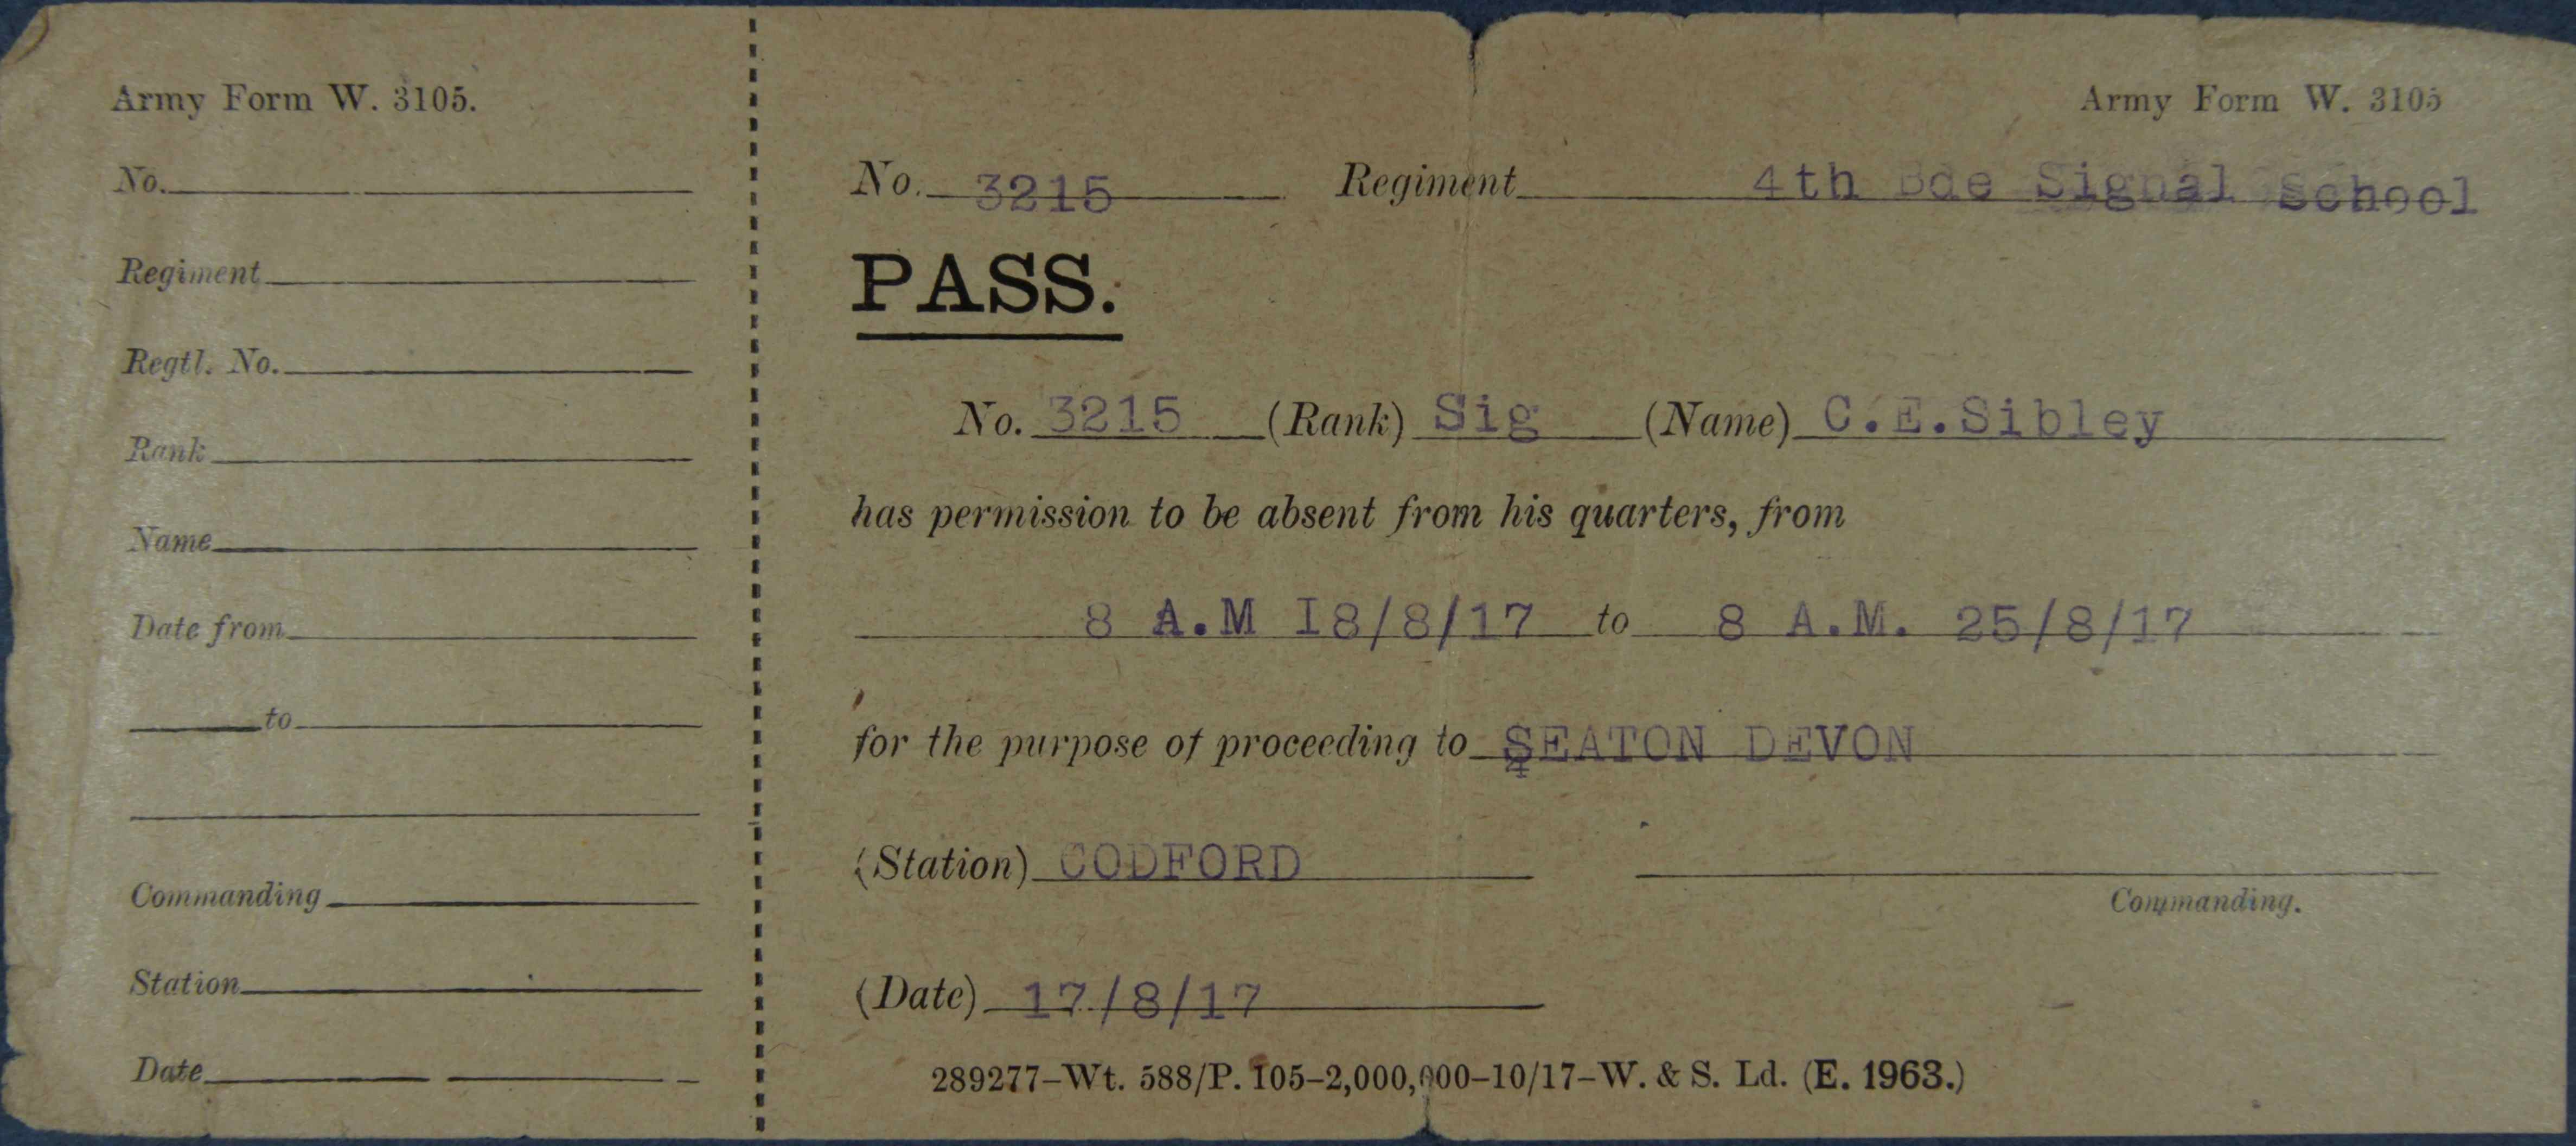 Army Form W. 3105.
No.
Regiment
Regtl. No.
Rank
Name
Date from
to
Commanding
Station
Date
Army Form W. 3105
No. 3215 Regiment 4th Bde Signal School
PASS.
No. 3215 (Rank) Sig (Name) C.E.Sibley
has permission to be absent from his quarters, from
8 A.M I8/8/17 to 8 A.M. 25/8/17
for the purpose of proceeding to SEATON DEVON
(Station) CODFORD
Commanding.
(Date) 17/8/17
289277-Wt. 588/P. 105-2,000,000-10/17-W. & S. Ld. (E. 1963.)